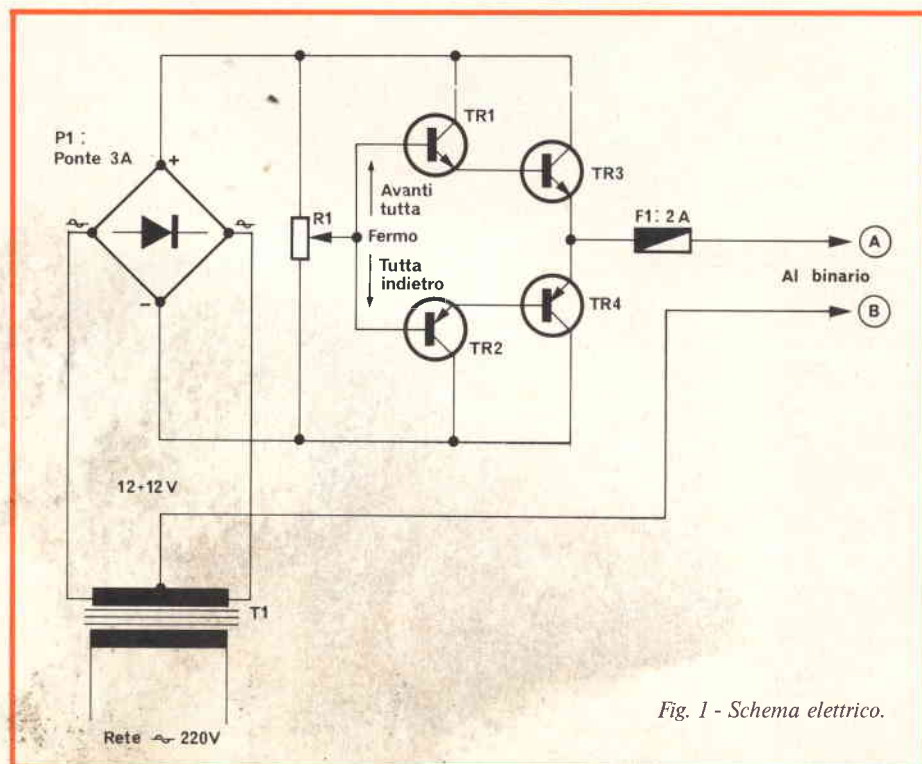 P1:
Ponte 3A
+
-
R1
Avanti
tutta
Fermo
Tutta
indietro
TR1
TR2
TR3
TR4
F1: 2 A
A
Al binario
B
12+12 V
T1
Rete ~ 220V
Fig. 1 - Schema elettrico.